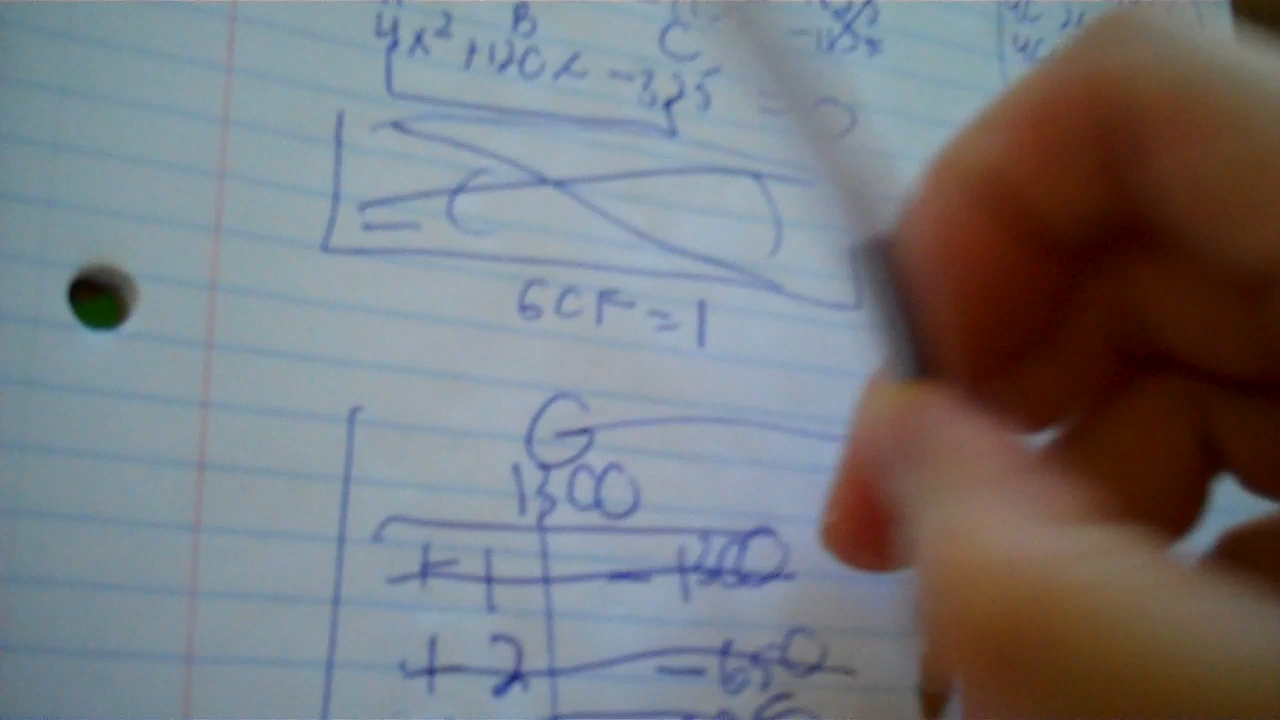 B
C
4x² +120x -325 = 0
= ( )
GCF = 1
G
1300
+1 -1300
+2 -650